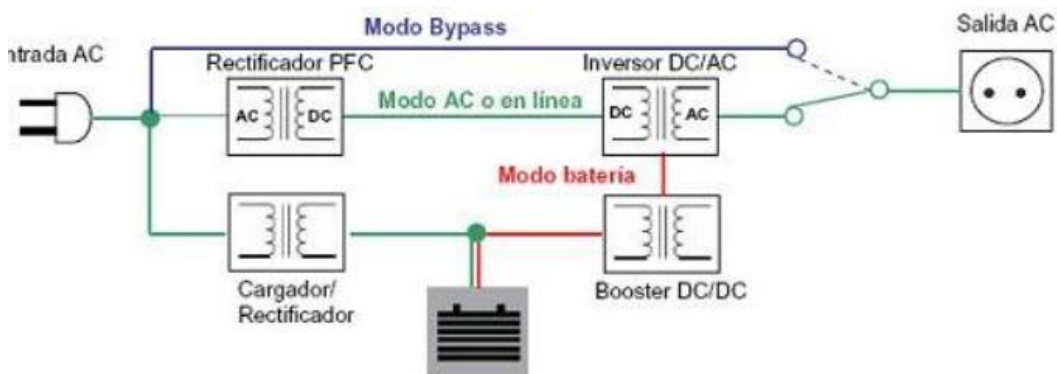 Modo Bypass
Salida AC
ntrada AC
Rectificador PFC
Inversor DC/AC
AC
DC
Modo AC o en línea
DC
AC
Modo batería
Cargador/
Rectificador
Booster DC/DC